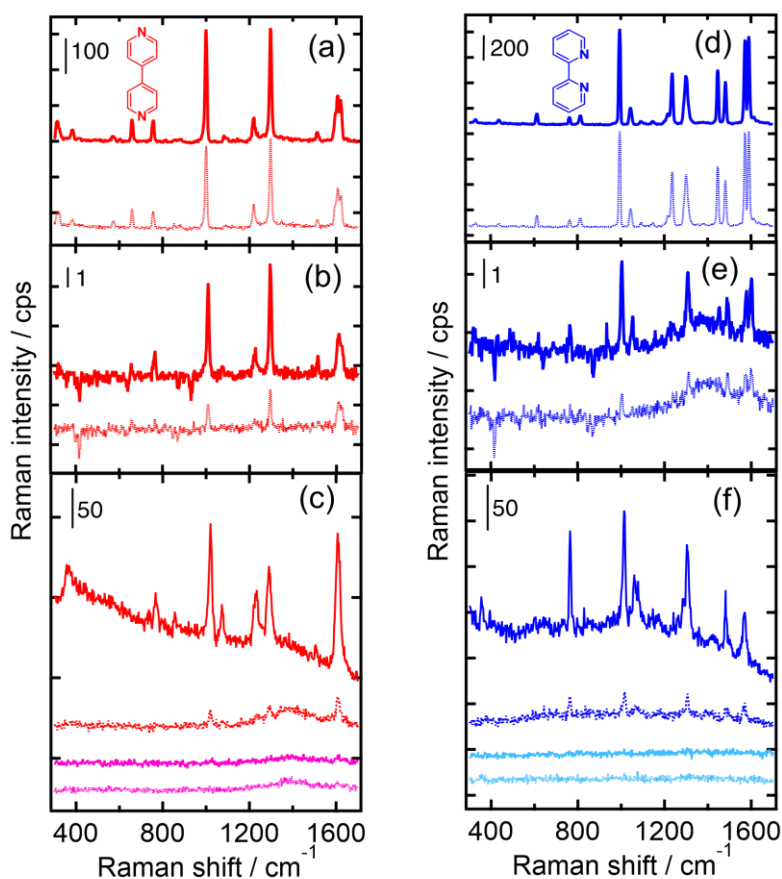 (a)
100
N
N
(b)
1
(c)
50
Raman intensity / cps
400
800
1200
1600
Raman shift / cm-1
(d)
200
N
N
(e)
1
(f)
50
Raman intensity / cps
400
800
1200
1600
Raman shift / cm-1